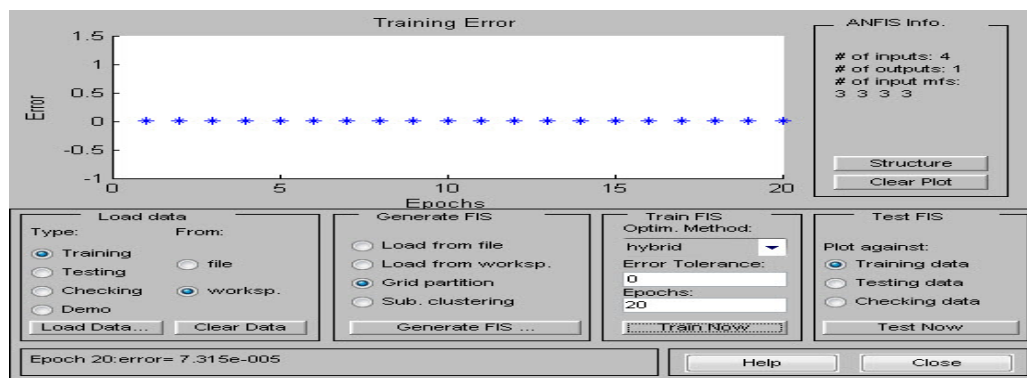 Training Error
1.5
1
0.5
0
-0.5
-1
Error
0 5 10 15 20
Epochs
ANFIS Info.
# of inputs: 4
# of outputs: 1
# of input mfs:
3 3 3 3
Structure
Clear Plot
Load data
Type: From:
Training
Testing
Checking
Demo
file
worksp.
Load Data...
Clear Data
Generate FIS
Load from file
Load from worksp.
Grid partition
Sub. clustering
Generate FIS ...
Train FIS
Optim. Method:
hybrid
Error Tolerance:
0
Epochs:
20
Train Now
Test FIS
Plot against:
Training data
Testing data
Checking data
Test Now
Epoch 20:error= 7.315e-005
Help
Close